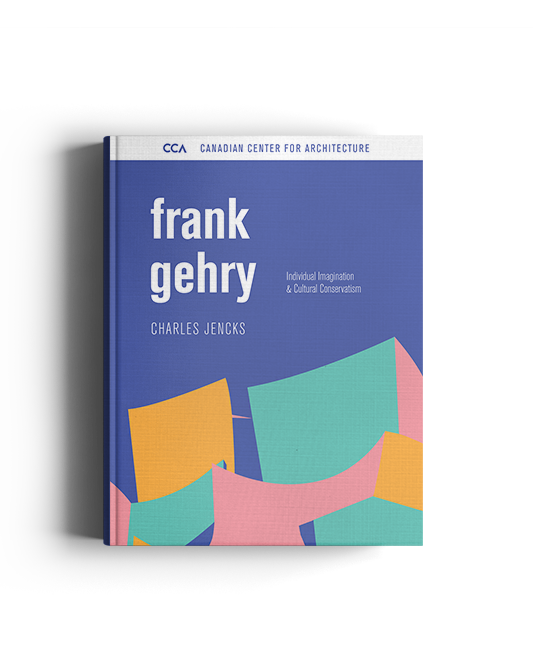 CCA CANADIAN CENTER FOR ARCHITECTURE
frank
gehry
Individual Imagination
& Cultural Conservatism
CHARLES JENCKS